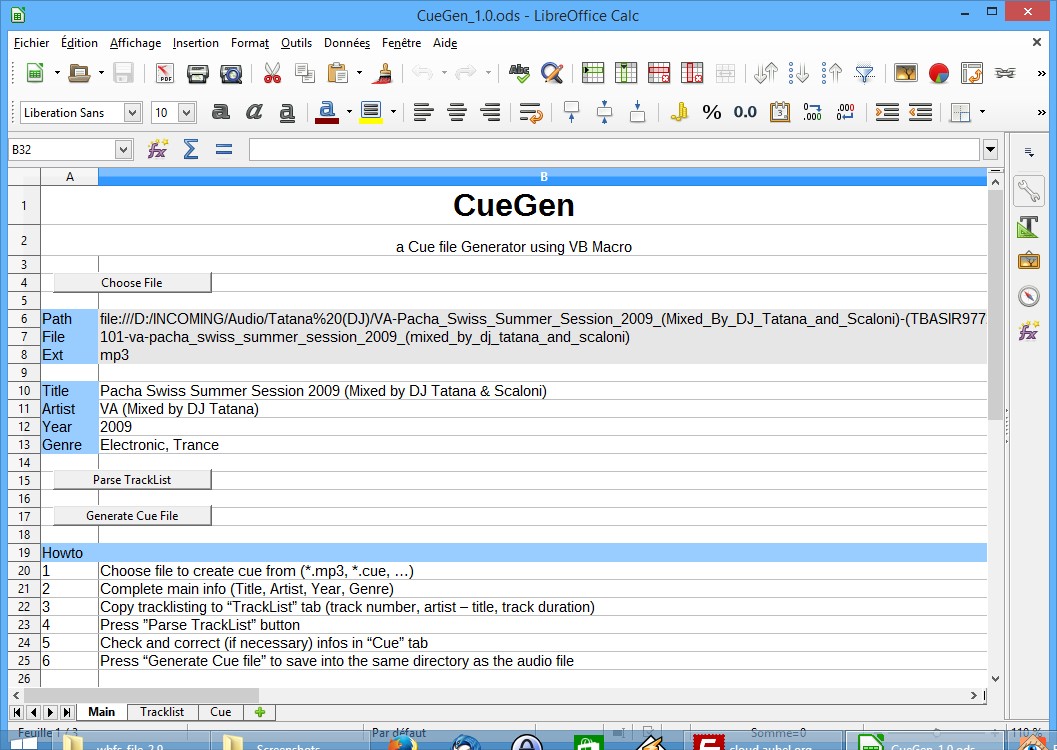 CueGen_1.0.ods - LibreOffice Calc
Fichier Édition Affichage Insertion Format Outils Données Fenêtre Aide
Liberation Sans 10
B32
A B
1 CueGen
2 a Cue file Generator using VB Macro
3
4 Choose File
5
6 Path file:///D:/INCOMING/Audio/Tatana%20(DJ)/VA-Pacha_Swiss_Summer_Session_2009_(Mixed_By_DJ_Tatana_and_Scaloni)-(TBASIR977
7 File 101-va-pacha_swiss_summer_session_2009_(mixed_by_dj_tatana_and_scaloni)
8 Ext mp3
9
10 Title Pacha Swiss Summer Session 2009 (Mixed by DJ Tatana & Scaloni)
11 Artist VA (Mixed by DJ Tatana)
12 Year 2009
13 Genre Electronic, Trance
14
15 Parse TrackList
16
17 Generate Cue File
18
19 Howto
20 1 Choose file to create cue from (*.mp3, *.cue, …)
21 2 Complete main info (Title, Artist, Year, Genre)
22 3 Copy tracklisting to “TrackList” tab (track number, artist – title, track duration)
23 4 Press ”Parse TrackList” button
24 5 Check and correct (if necessary) infos in “Cue” tab
25 6 Press “Generate Cue file” to save into the same directory as the audio file
26
Main Tracklist Cue
Feuille 1 / 3 Par défaut Somme=0 110 %
wbfs_file_2.9 Screenshots cloud.aubel.org CueGen_1.0.ods